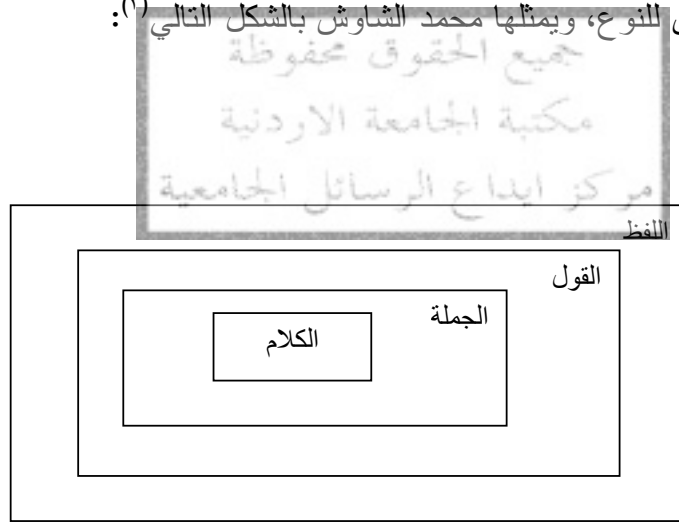 للنوع، ويمثلها محمد الشاوش بالشكل التالي(١):
جميع الحقوق محفوظة
مكتبة الجامعة الاردنية
مركز ايداع الرسائل الجامعية
اللفظ
القول
الجملة
الكلام